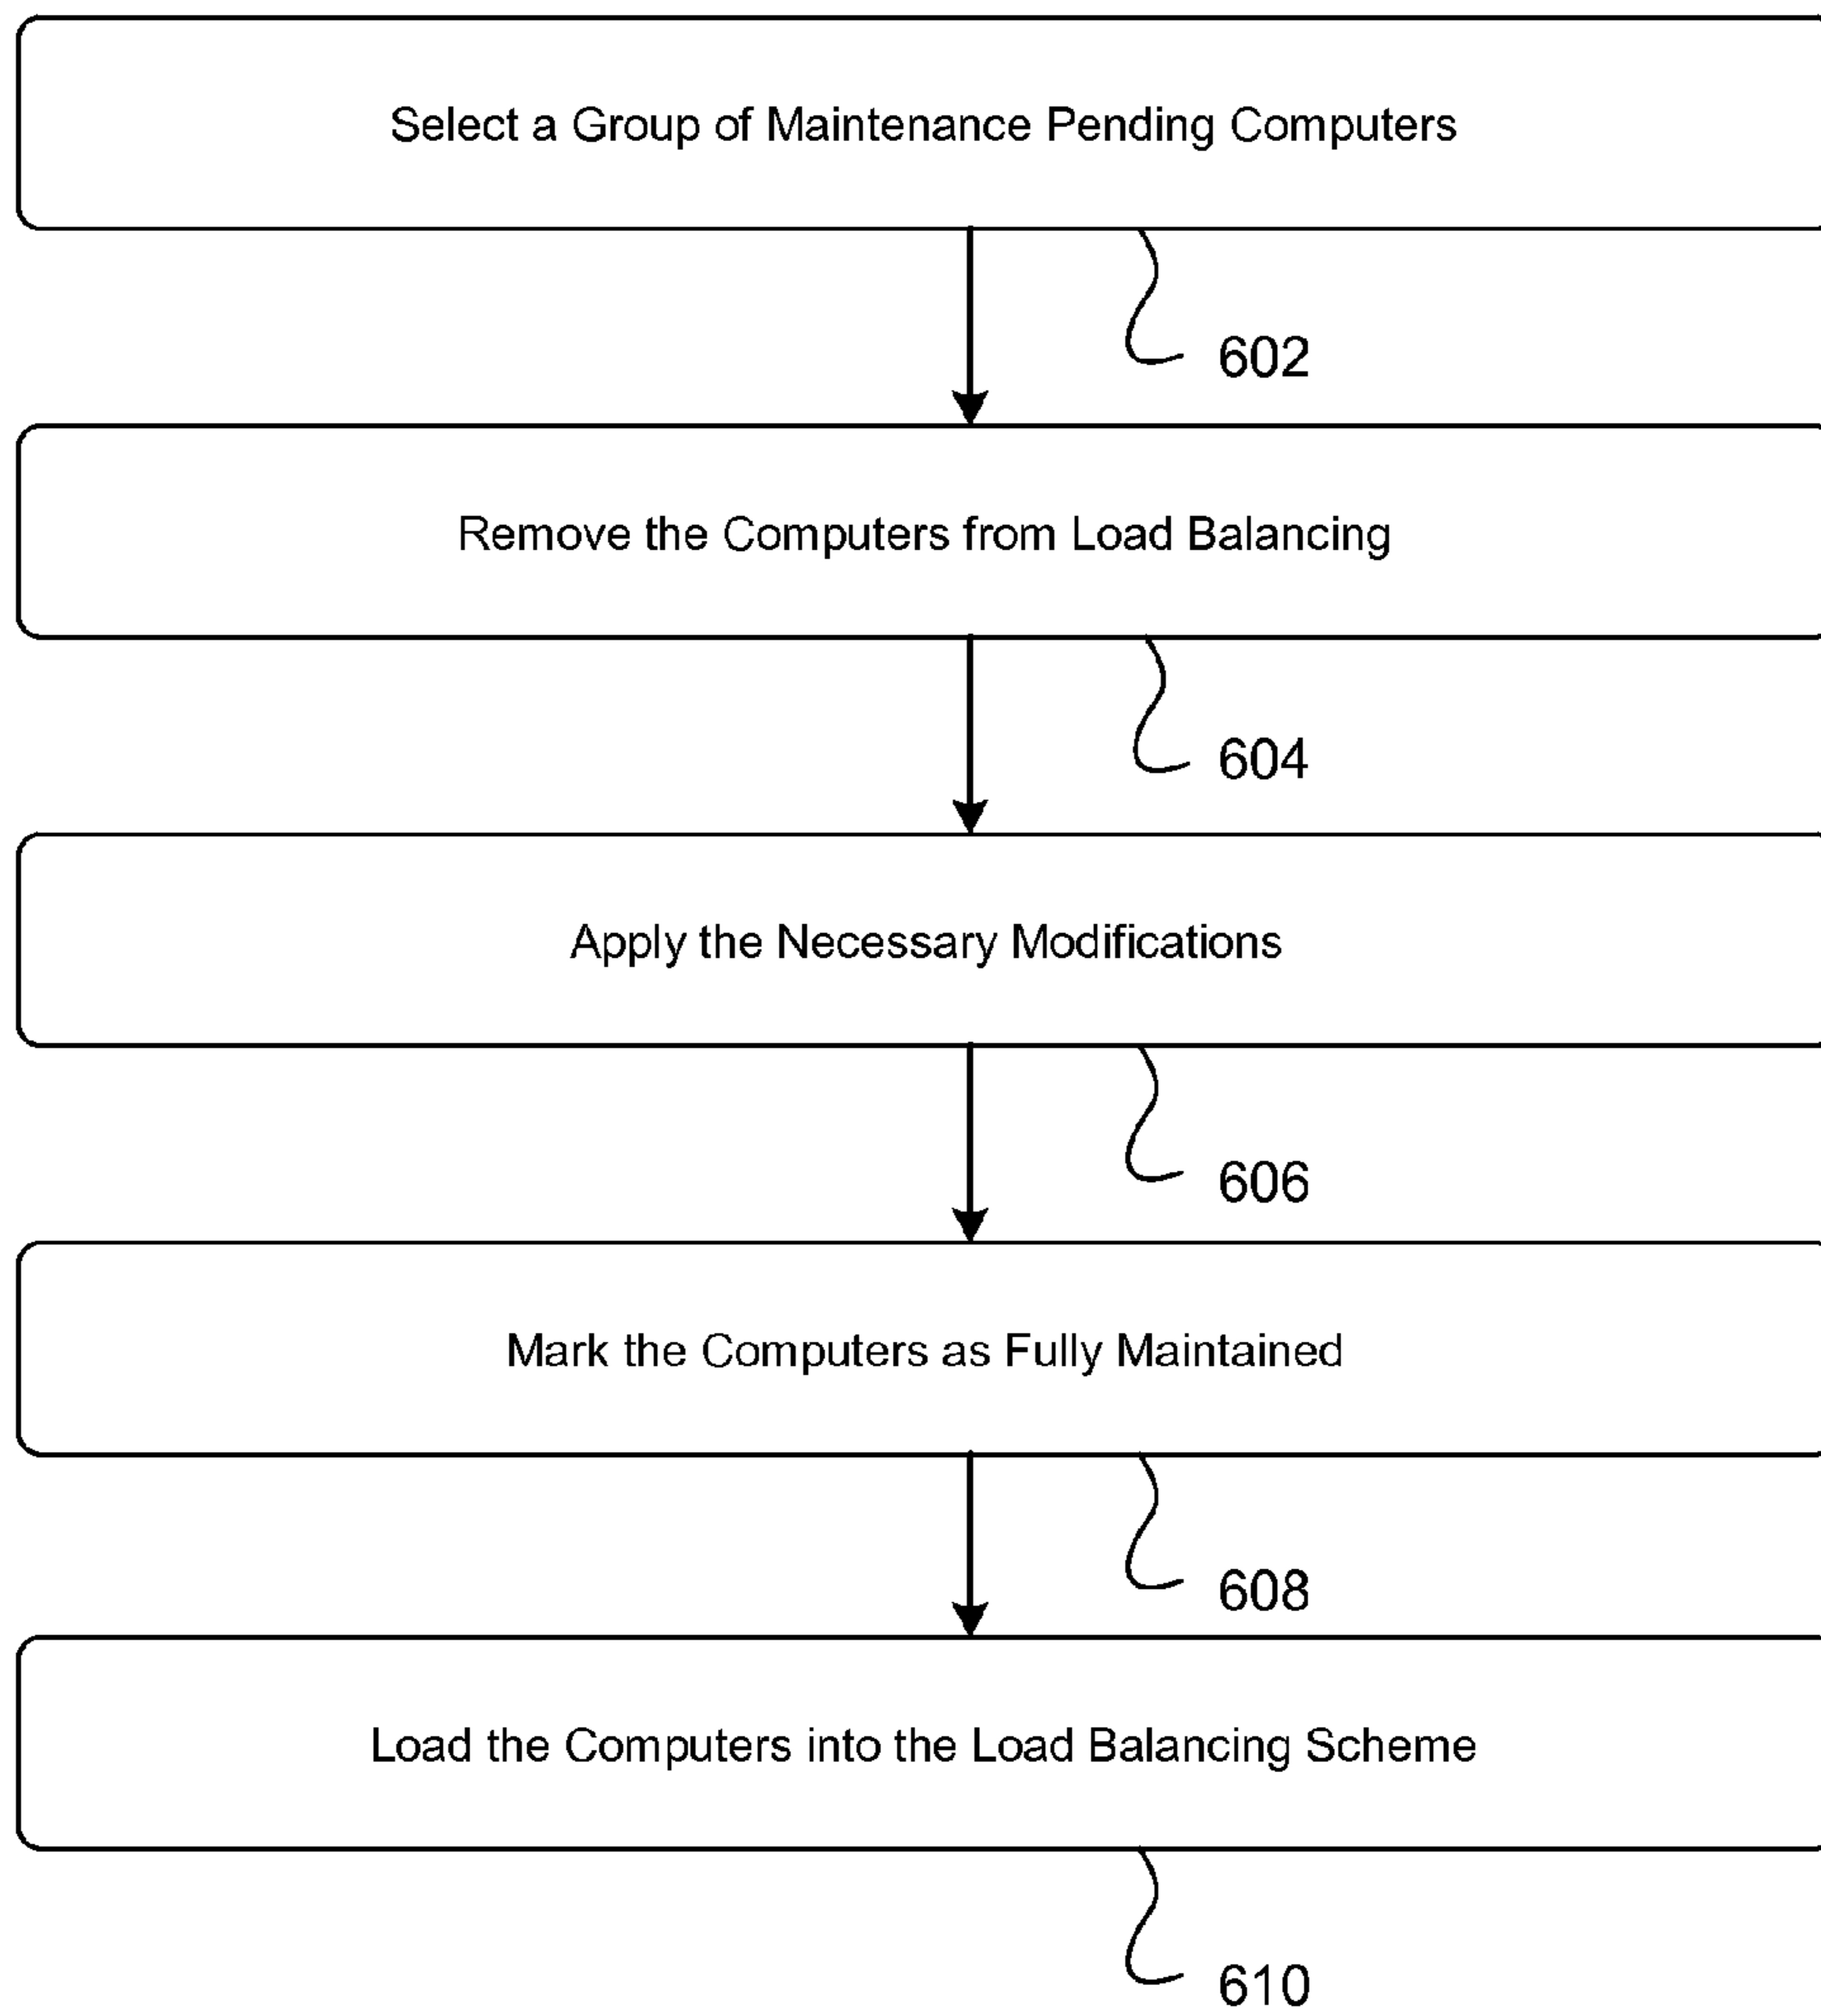 Select a Group of Maintenance Pending Computers
602
Remove the Computers from Load Balancing
604
Apply the Necessary Modifications
606
Mark the Computers as Fully Maintained
608
Load the Computers into the Load Balancing Scheme
610